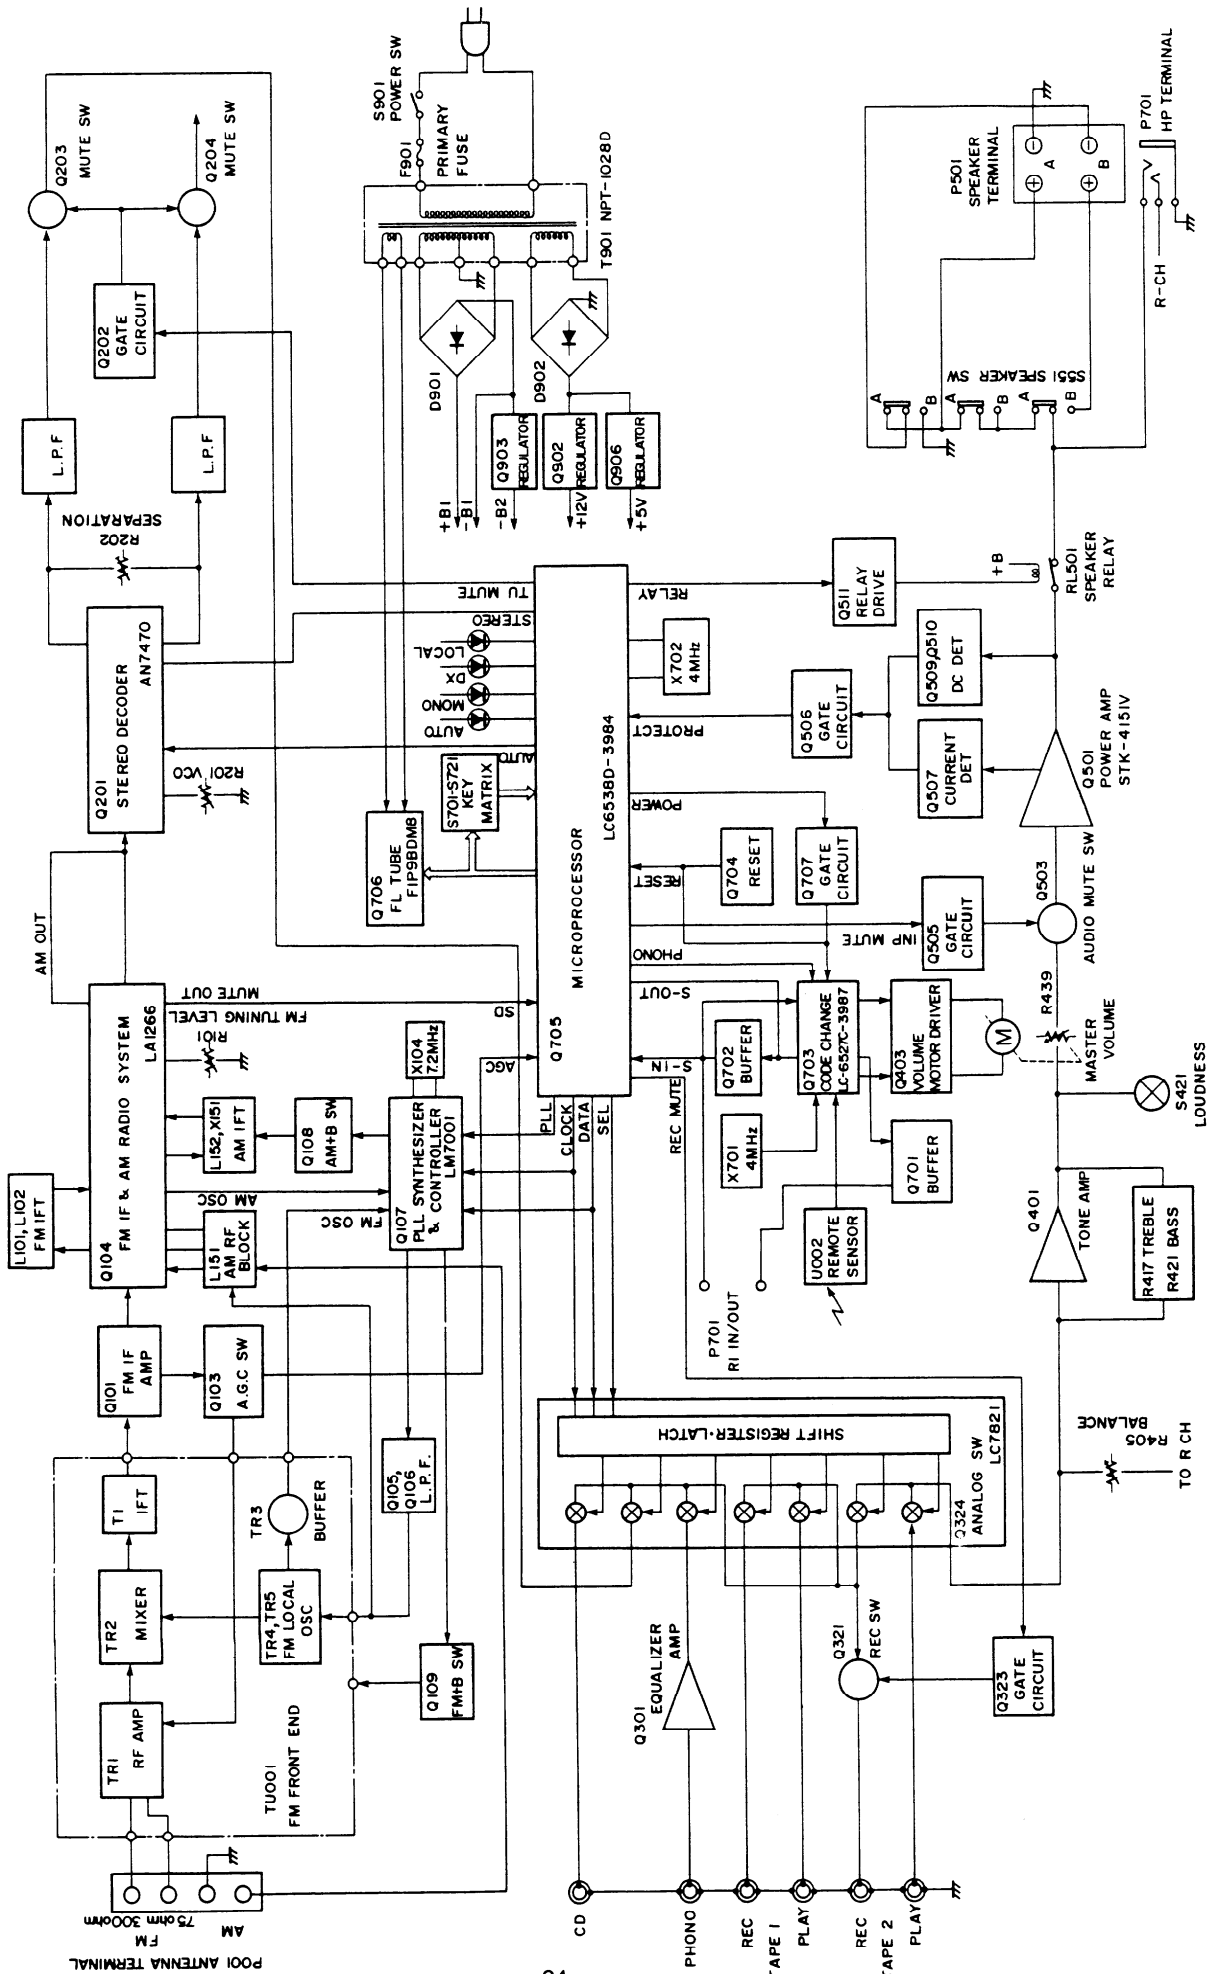 P001 ANTENNA TERMINAL
FM
75 ohm 300 ohm
AM
TU001
FM FRONT END
TR1
RF AMP
TR2
MIXER
T1
IFT
TR3
BUFFER
TR4,TR5
FM LOCAL
OSC
Q109
FM+B SW
Q105,
Q106
L.P.F.
Q101
FM IF
AMP
Q103
A.G.C SW
L101, L102
FM IFT
Q104
FM IF & AM RADIO SYSTEM
LA1266
L151
AM RF
BLOCK
L152, X151
AM IFT
Q108
AM+B SW
AM OSC
FM OSC
Q107
PLL SYNTHESIZER
& CONTROLLER
LM7001
X104
7.2MHz
R101
FM TUNING LEVEL
MUTE OUT
AM OUT
SD
AGC
Q201
STEREO DECODER
AN7470
R201 VCO
R202
SEPARATION
L.P.F
L.P.F
Q202
GATE
CIRCUIT
Q203
MUTE SW
Q204
MUTE SW
S901
POWER SW
F901
PRIMARY
FUSE
T901 NPT-1028D
D901
D902
+B1
-B1
-B2
+12V
+5V
Q903
REGULATOR
Q902
REGULATOR
Q906
REGULATOR
Q706
FL TUBE
FIP9BDM8
S701-S721
KEY
MATRIX
AUTO
AUTO
MONO
DX
LOCAL
STEREO
TU MUTE
Q705
MICROPROCESSOR
LC6538D-3984
PLL
CLOCK
DATA
SEL
REC MUTE
S-IN
S-OUT
PHONO
INP MUTE
RESET
POWER
PROTECT
RELAY
X702
4MHz
Q704
RESET
Q707
GATE
CIRCUIT
Q702
BUFFER
Q703
CODE CHANGE
LC-6527C-3987
Q403
VOLUME
MOTOR DRIVER
M
X701
4MHz
Q701
BUFFER
U002
REMOTE
SENSOR
P701
RI IN/OUT
Q505
GATE
CIRCUIT
Q506
GATE
CIRCUIT
Q507
CURRENT
DET
Q509,Q510
DC DET
Q511
RELAY
DRIVE
+B
RL501
SPEAKER
RELAY
Q501
POWER AMP
STK-4151V
Q503
AUDIO MUTE SW
R439
MASTER
VOLUME
S421
LOUDNESS
Q401
TONE AMP
R417 TREBLE
R421 BASS
R405
BALANCE
TO R CH
SHIFT REGISTER·LATCH
Q324
ANALOG SW
LC7821
Q301
EQUALIZER
AMP
Q321
REC SW
Q323
GATE
CIRCUIT
CD
PHONO
REC
TAPE 1
PLAY
REC
TAPE 2
PLAY
S551 SPEAKER SW
A
B
A
B
A
B
P501
SPEAKER
TERMINAL
A
B
P701
HP TERMINAL
R-CH